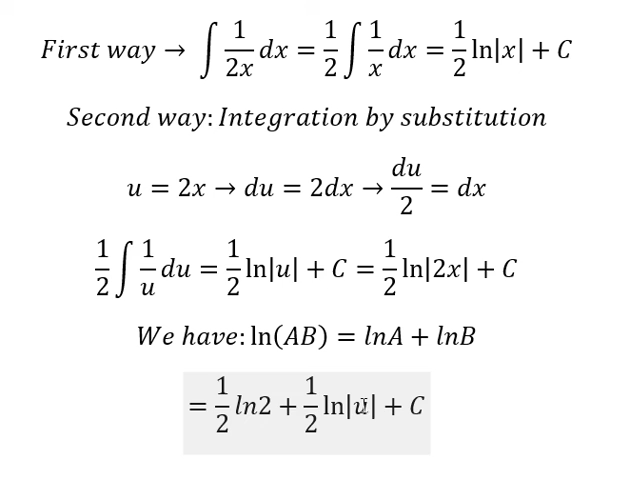 First way → ∫ 1/2x dx = 1/2 ∫ 1/x dx = 1/2 ln|x| + C
Second way: Integration by substitution
u = 2x → du = 2dx → du/2 = dx
1/2 ∫ 1/u du = 1/2 ln|u| + C = 1/2 ln|2x| + C
We have: ln(AB) = lnA + lnB
= 1/2 ln2 + 1/2 ln|u| + C